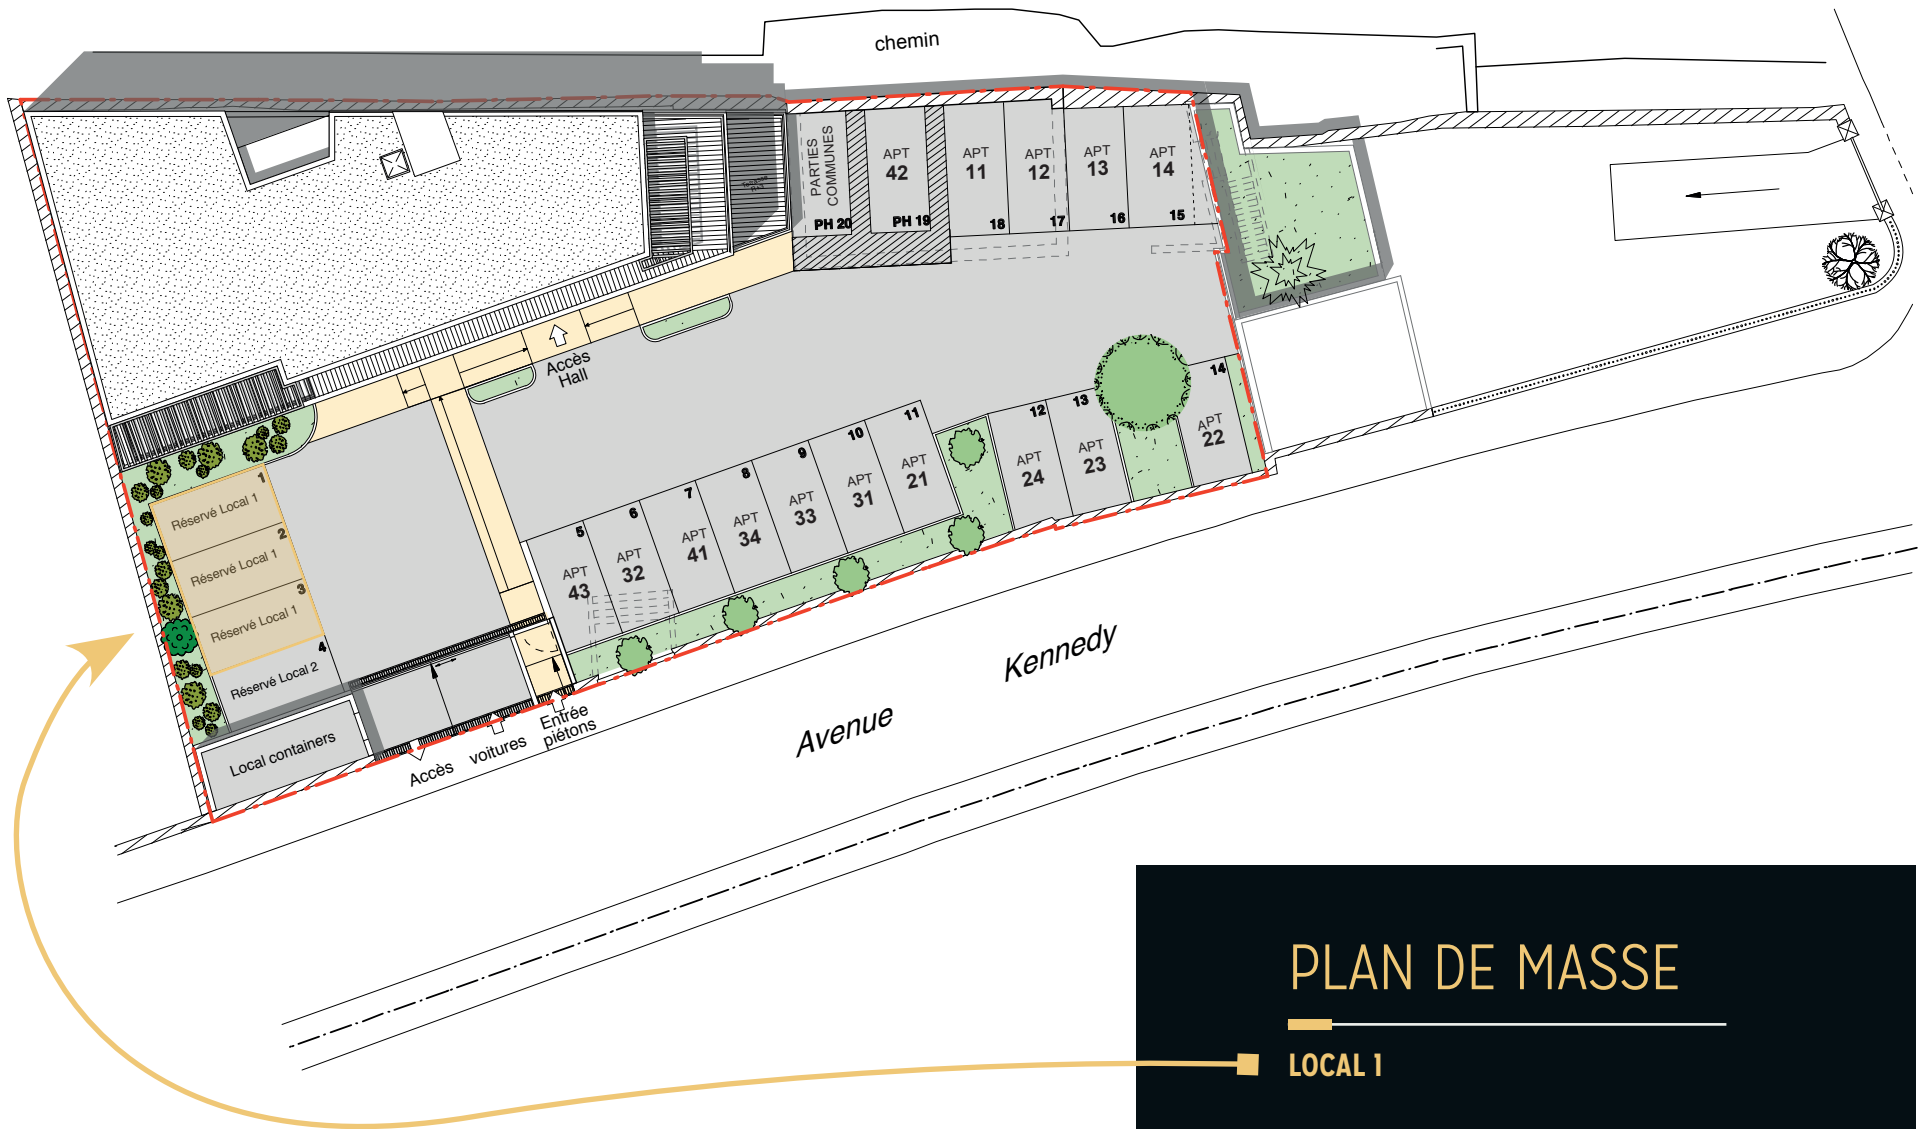 chemin
PARTIES
COMMUNES
PH 20
APT
42
PH 19
APT
11
18
APT
12
17
APT
13
16
APT
14
15
Accès
Hall
1
Réservé Local 1
2
Réservé Local 1
3
Réservé Local 1
4
Réservé Local 2
Local containers
5
APT
43
6
APT
32
7
APT
41
8
APT
34
9
APT
33
10
APT
31
11
APT
21
12
APT
24
13
APT
23
14
APT
22
Accès voitures
Entrée
piétons
Avenue Kennedy
PLAN DE MASSE
LOCAL 1